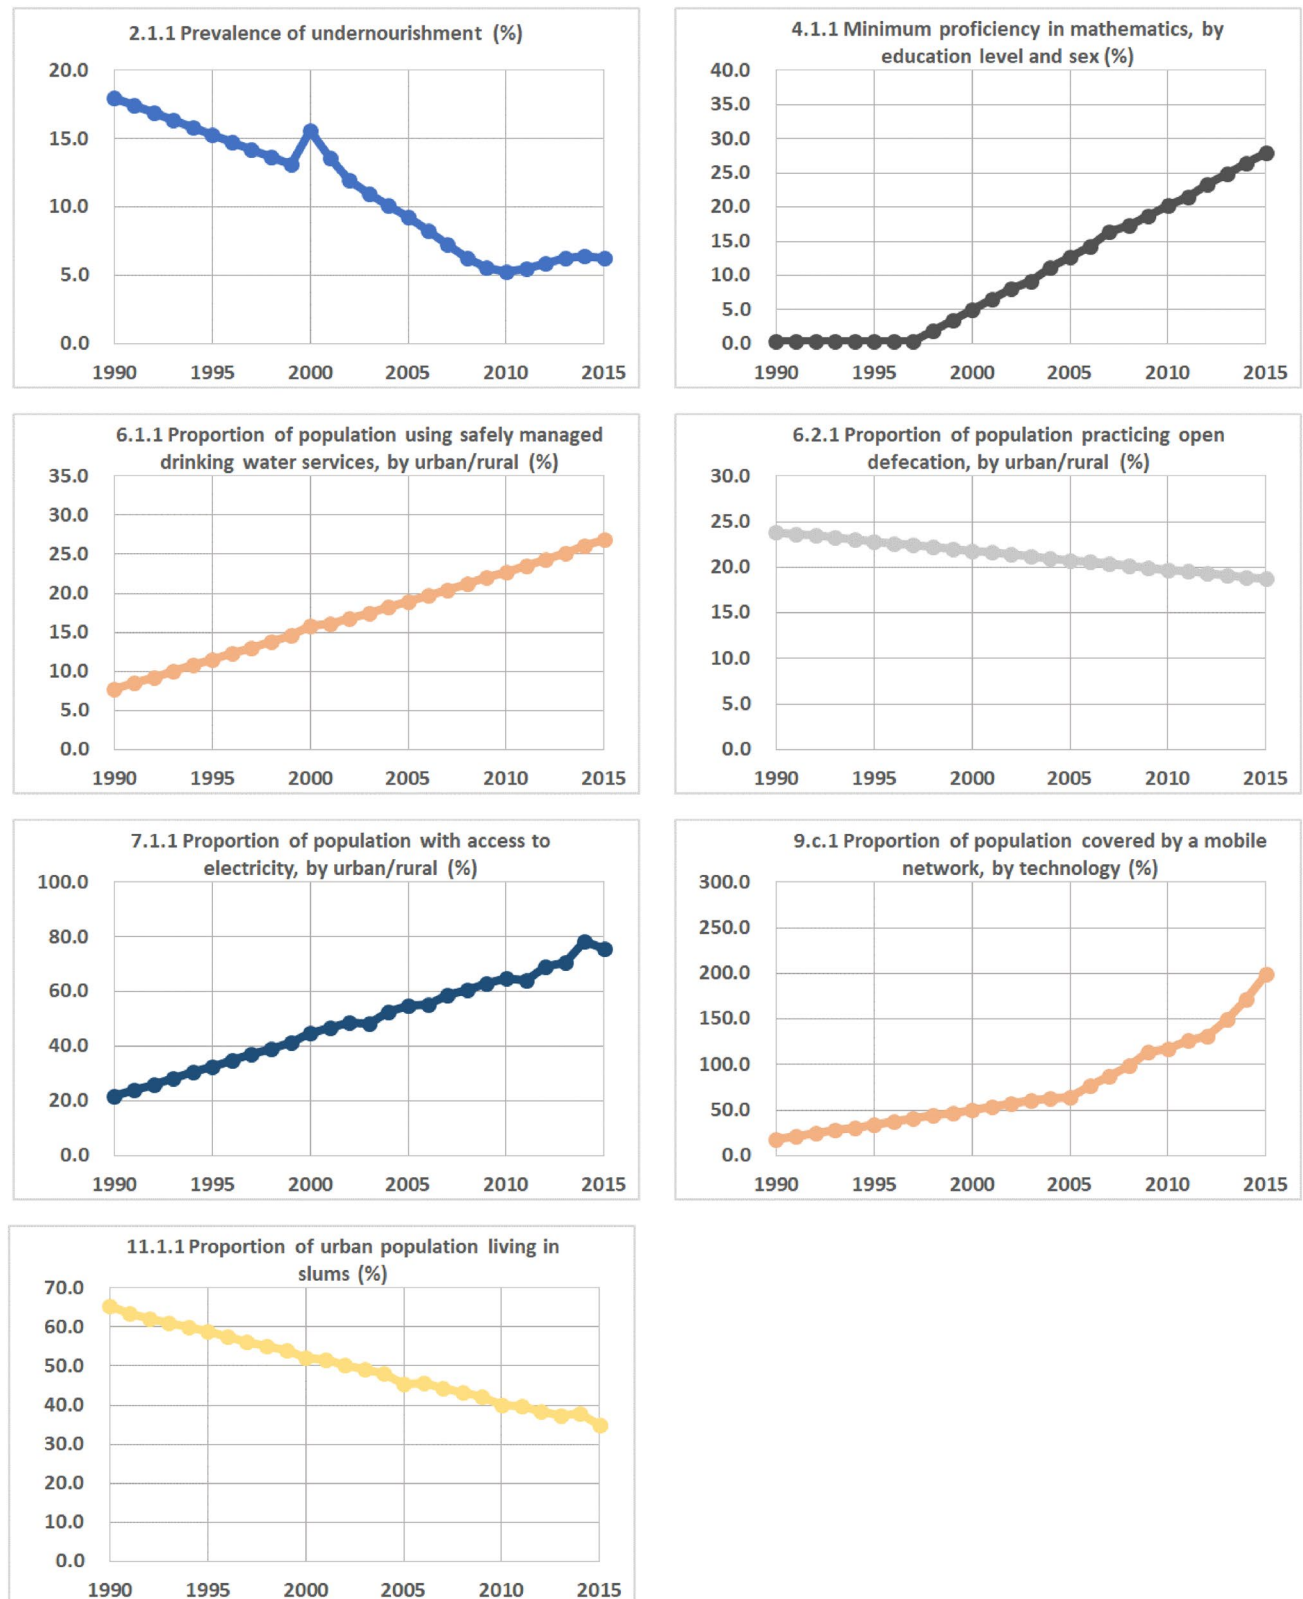 2.1.1 Prevalence of undernourishment (%)
20.0
15.0
10.0
5.0
0.0
1990 1995 2000 2005 2010 2015
4.1.1 Minimum proficiency in mathematics, by
education level and sex (%)
40.0
35.0
30.0
25.0
20.0
15.0
10.0
5.0
0.0
1990 1995 2000 2005 2010 2015
6.1.1 Proportion of population using safely managed
drinking water services, by urban/rural (%)
35.0
30.0
25.0
20.0
15.0
10.0
5.0
0.0
1990 1995 2000 2005 2010 2015
6.2.1 Proportion of population practicing open
defecation, by urban/rural (%)
30.0
25.0
20.0
15.0
10.0
5.0
0.0
1990 1995 2000 2005 2010 2015
7.1.1 Proportion of population with access to
electricity, by urban/rural (%)
100.0
80.0
60.0
40.0
20.0
0.0
1990 1995 2000 2005 2010 2015
9.c.1 Proportion of population covered by a mobile
network, by technology (%)
300.0
250.0
200.0
150.0
100.0
50.0
0.0
1990 1995 2000 2005 2010 2015
11.1.1 Proportion of urban population living in
slums (%)
70.0
60.0
50.0
40.0
30.0
20.0
10.0
0.0
1990 1995 2000 2005 2010 2015